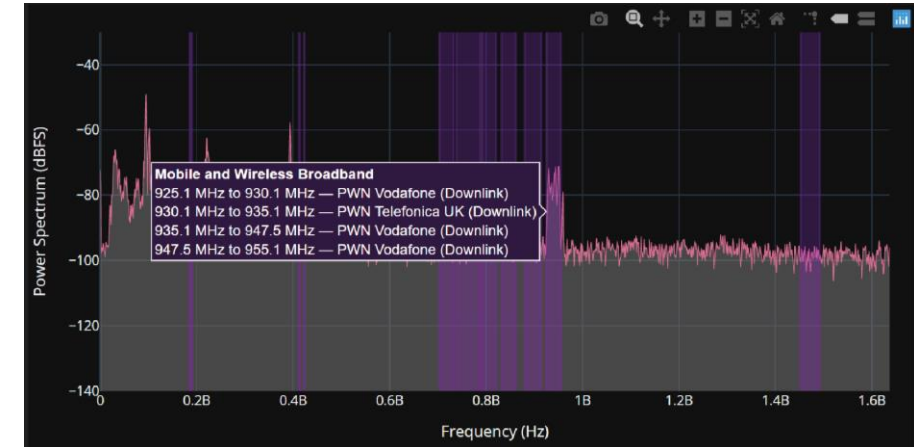 −40
−60
−80
−100
−120
−140
Power Spectrum (dBFS)
Mobile and Wireless Broadband
925.1 MHz to 930.1 MHz — PWN Vodafone (Downlink)
930.1 MHz to 935.1 MHz — PWN Telefonica UK (Downlink)
935.1 MHz to 947.5 MHz — PWN Vodafone (Downlink)
947.5 MHz to 955.1 MHz — PWN Vodafone (Downlink)
0 0.2B 0.4B 0.6B 0.8B 1B 1.2B 1.4B 1.6B
Frequency (Hz)